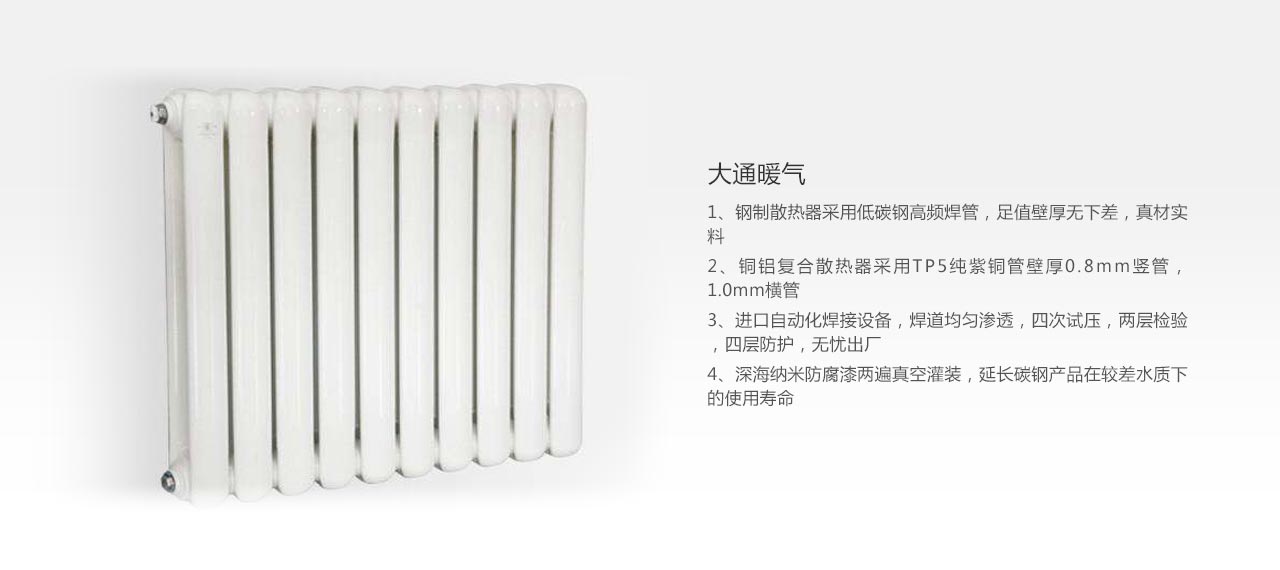 大通暖气
1、钢制散热器采用低碳钢高频焊管，足值壁厚无下差，真材实
料
2、铜铝复合散热器采用TP5纯紫铜管壁厚0.8mm竖管，
1.0mm横管
3、进口自动化焊接设备，焊道均匀渗透，四次试压，两层检验
，四层防护，无忧出厂
4、深海纳米防腐漆两遍真空灌装，延长碳钢产品在较差水质下
的使用寿命